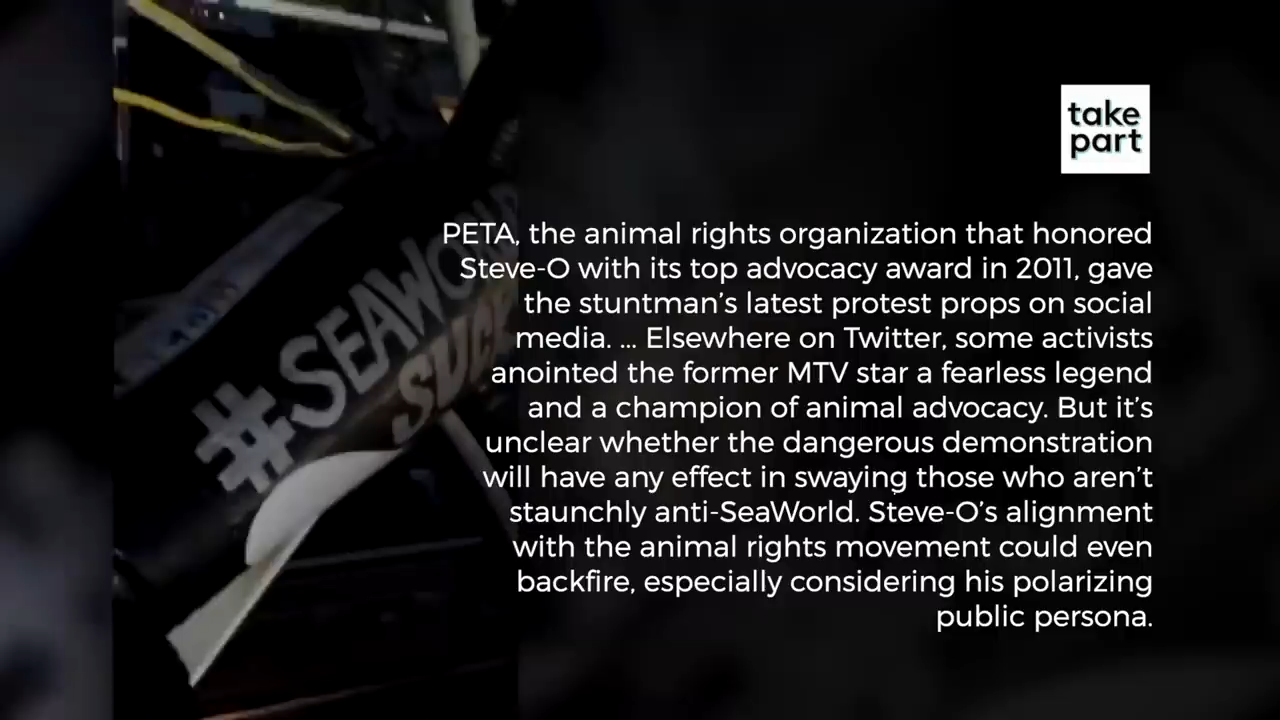 take
part
PETA, the animal rights organization that honored
Steve-O with its top advocacy award in 2011, gave
the stuntman’s latest protest props on social
media. ... Elsewhere on Twitter, some activists
anointed the former MTV star a fearless legend
and a champion of animal advocacy. But it’s
unclear whether the dangerous demonstration
will have any effect in swaying those who aren’t
staunchly anti-SeaWorld. Steve-O’s alignment
with the animal rights movement could even
backfire, especially considering his polarizing
public persona.
#SEAWORLD